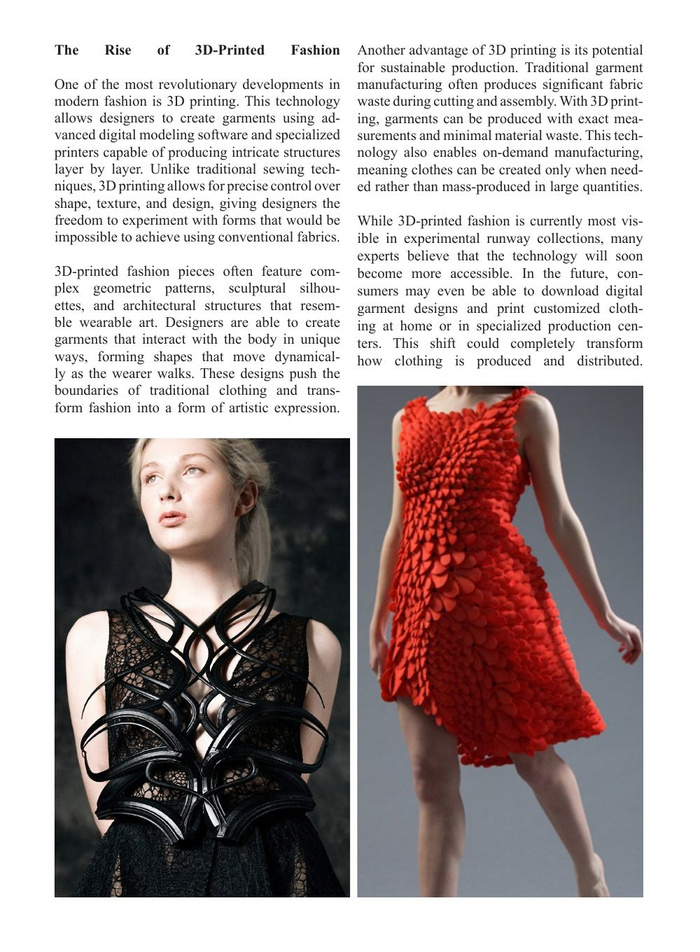 The Rise of 3D-Printed Fashion
One of the most revolutionary developments in
modern fashion is 3D printing. This technology
allows designers to create garments using ad-
vanced digital modeling software and specialized
printers capable of producing intricate structures
layer by layer. Unlike traditional sewing tech-
niques, 3D printing allows for precise control over
shape, texture, and design, giving designers the
freedom to experiment with forms that would be
impossible to achieve using conventional fabrics.
3D-printed fashion pieces often feature com-
plex geometric patterns, sculptural silhou-
ettes, and architectural structures that resem-
ble wearable art. Designers are able to create
garments that interact with the body in unique
ways, forming shapes that move dynamical-
ly as the wearer walks. These designs push the
boundaries of traditional clothing and trans-
form fashion into a form of artistic expression.
Another advantage of 3D printing is its potential
for sustainable production. Traditional garment
manufacturing often produces significant fabric
waste during cutting and assembly. With 3D print-
ing, garments can be produced with exact mea-
surements and minimal material waste. This tech-
nology also enables on-demand manufacturing,
meaning clothes can be created only when need-
ed rather than mass-produced in large quantities.
While 3D-printed fashion is currently most vis-
ible in experimental runway collections, many
experts believe that the technology will soon
become more accessible. In the future, con-
sumers may even be able to download digital
garment designs and print customized cloth-
ing at home or in specialized production cen-
ters. This shift could completely transform
how clothing is produced and distributed.